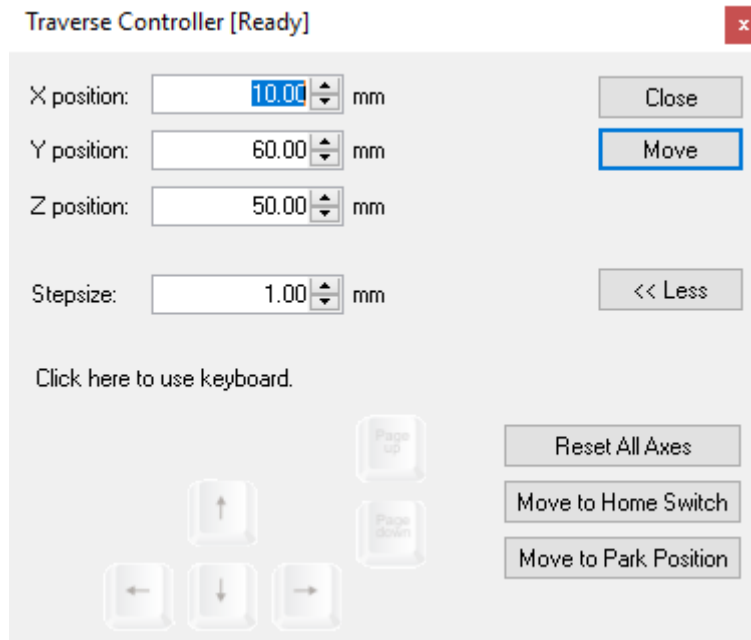 Traverse Controller [Ready]
x
X position: 10.00 mm
Close
Y position: 60.00 mm
Move
Z position: 50.00 mm
Stepsize: 1.00 mm
<< Less
Click here to use keyboard.
Page up
Reset All Axes
↑
Page down
Move to Home Switch
← ↓ →
Move to Park Position